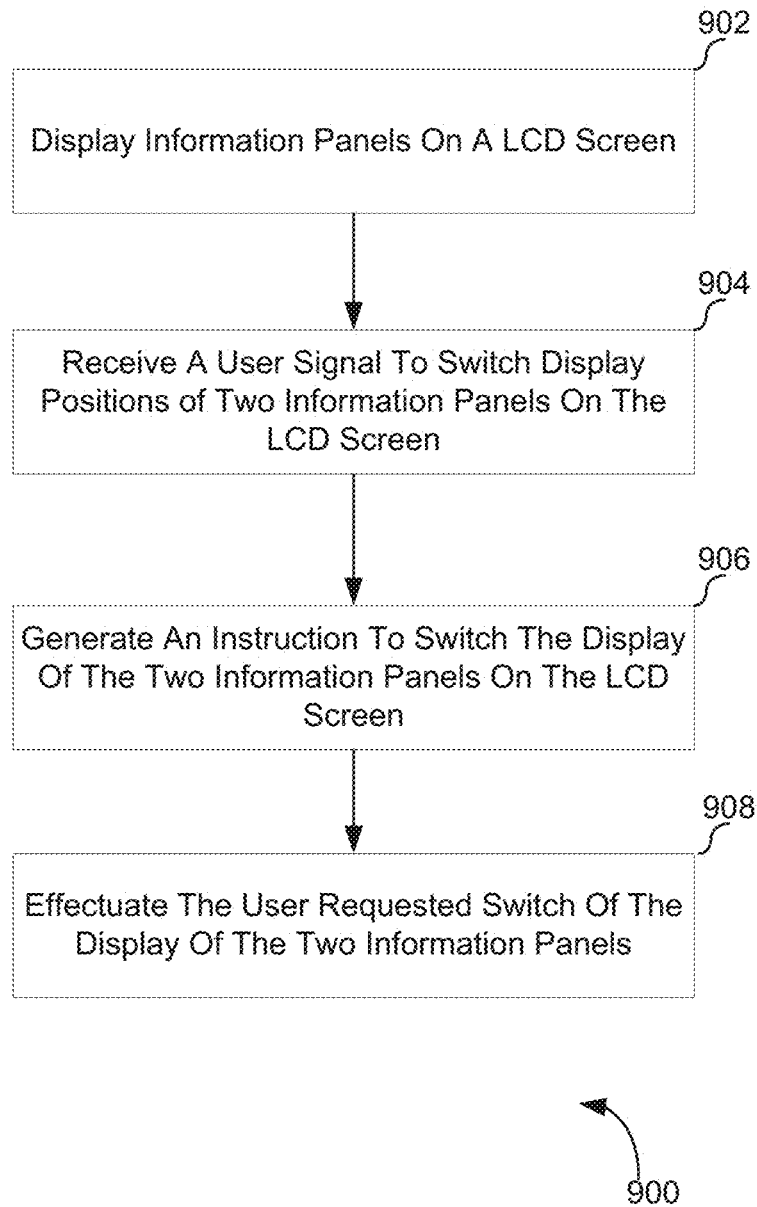 902
Display Information Panels On A LCD Screen
904
Receive A User Signal To Switch Display
Positions of Two Information Panels On The
LCD Screen
906
Generate An Instruction To Switch The Display
Of The Two Information Panels On The LCD
Screen
908
Effectuate The User Requested Switch Of The
Display Of The Two Information Panels
900